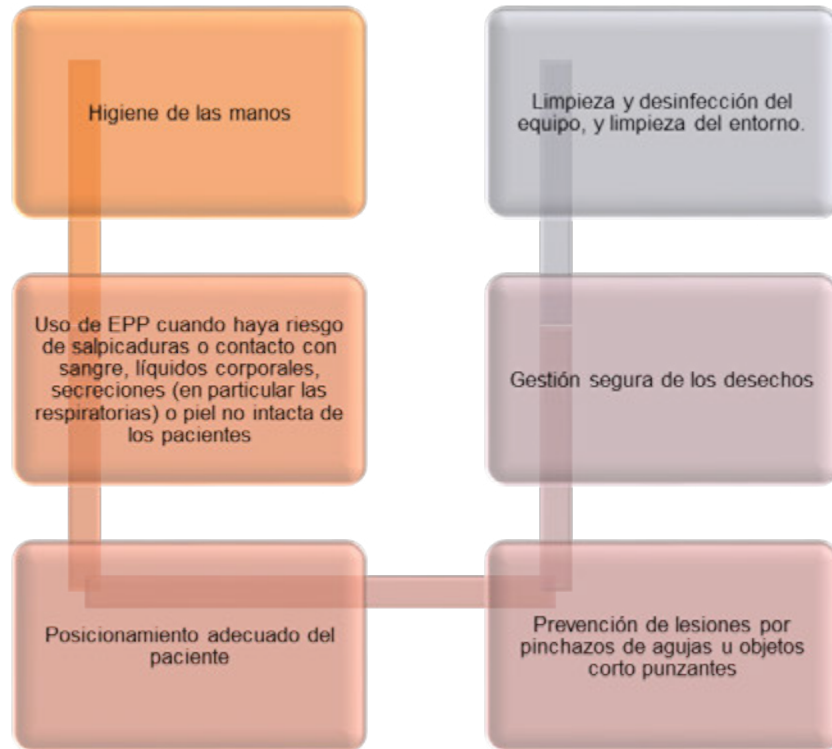 Higiene de las manos
Uso de EPP cuando haya riesgo
de salpicaduras o contacto con
sangre, líquidos corporales,
secreciones (en particular las
respiratorias) o piel no intacta de
los pacientes
Posicionamiento adecuado del
paciente
Prevención de lesiones por
pinchazos de agujas u objetos
corto punzantes
Gestión segura de los desechos
Limpieza y desinfección del
equipo, y limpieza del entorno.